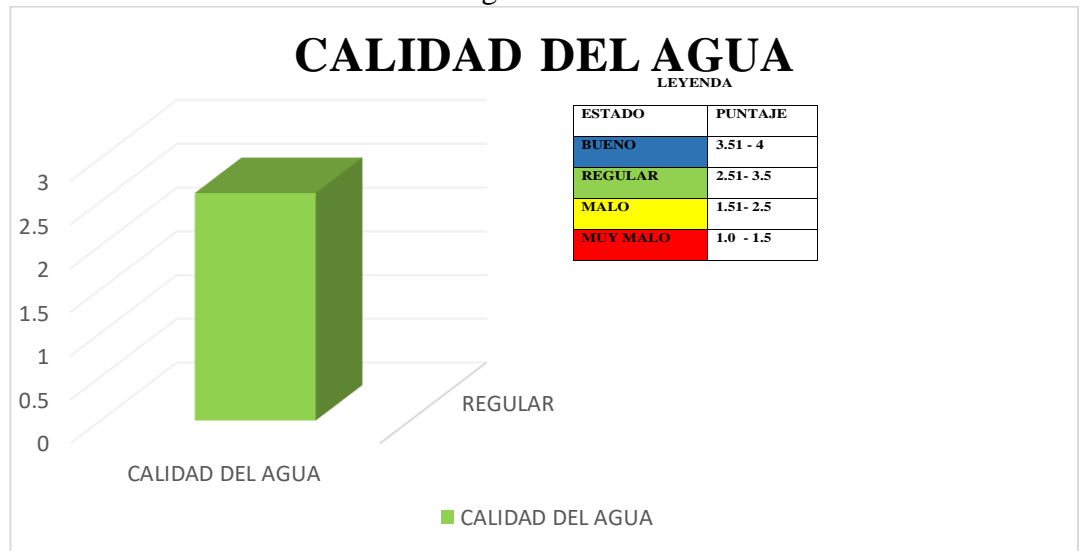 CALIDAD DEL AGUA
LEYENDA
ESTADO PUNTAJE
BUENO 3.51 - 4
REGULAR 2.51- 3.5
MALO 1.51- 2.5
MUY MALO 1.0 - 1.5
3
2.5
2
1.5
1
0.5
0
REGULAR
CALIDAD DEL AGUA
CALIDAD DEL AGUA